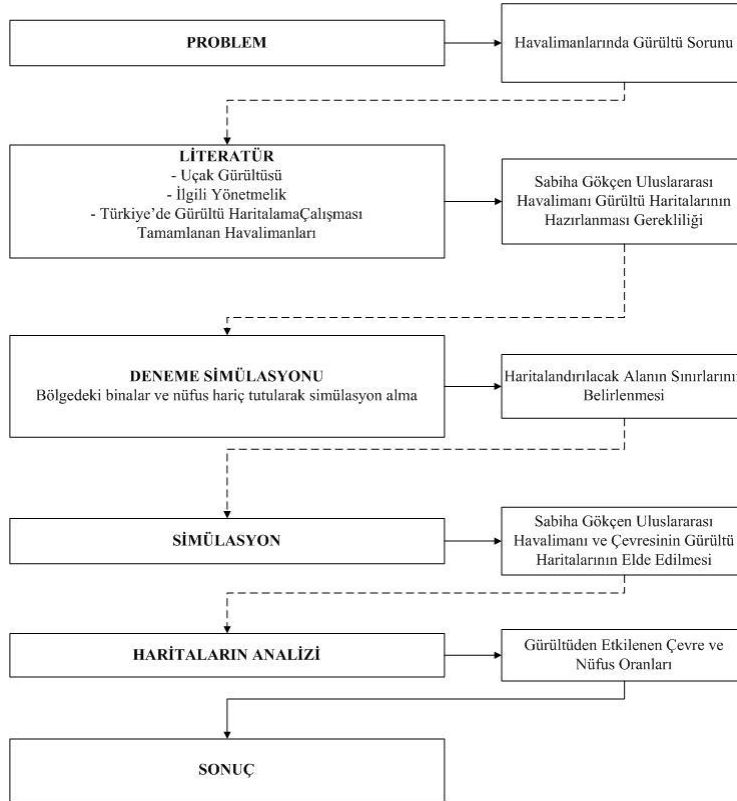 PROBLEM
Havalimanlarında Gürültü Sorunu
LİTERATÜR
- Uçak Gürültüsü
- İlgili Yönetmelik
- Türkiye'de Gürültü HaritalamaÇalışması
Tamamlanan Havalimanları
Sabiha Gökçen Uluslararası
Havalimanı Gürültü Haritalarının
Hazırlanması Gerekliliği
DENEME SİMÜLASYONU
Bölgedeki binalar ve nüfus hariç tutularak simülasyon alma
Haritalandırılacak Alanın Sınırlarının
Belirlenmesi
SİMÜLASYON
Sabiha Gökçen Uluslararası
Havalimanı ve Çevresinin Gürültü
Haritalarının Elde Edilmesi
HARİTALARIN ANALİZİ
Gürültüden Etkilenen Çevre ve
Nüfus Oranları
SONUÇ